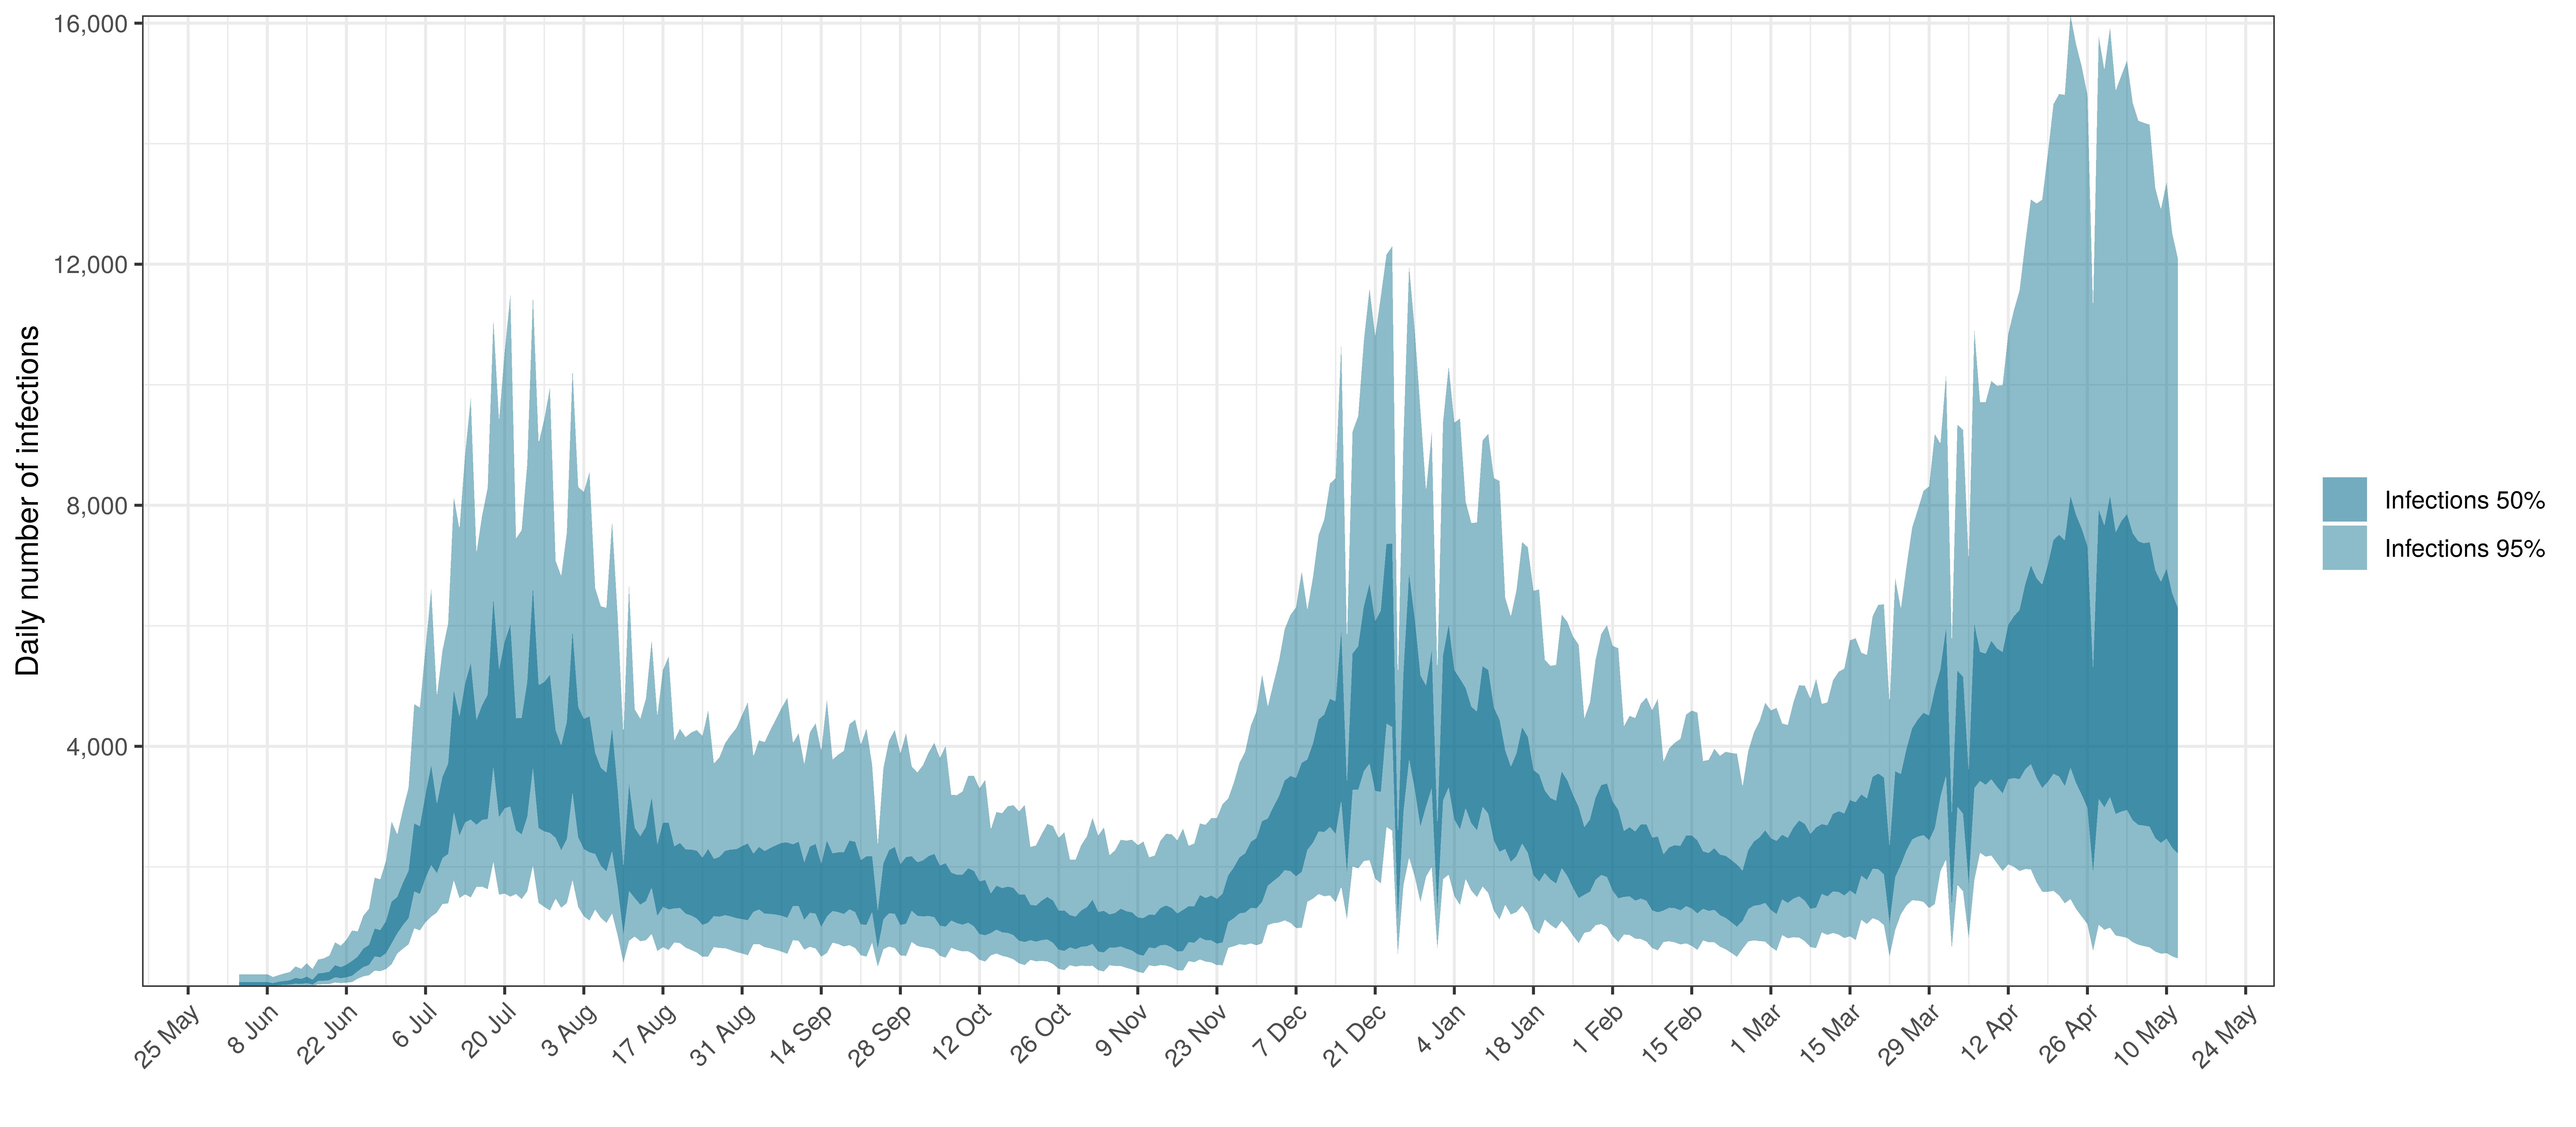 Daily number of infections
16,000
12,000
8,000
4,000
25 May
8 Jun
22 Jun
6 Jul
20 Jul
3 Aug
17 Aug
31 Aug
14 Sep
28 Sep
12 Oct
26 Oct
9 Nov
23 Nov
7 Dec
21 Dec
4 Jan
18 Jan
1 Feb
15 Feb
1 Mar
15 Mar
29 Mar
12 Apr
26 Apr
10 May
24 May
Infections 50%
Infections 95%